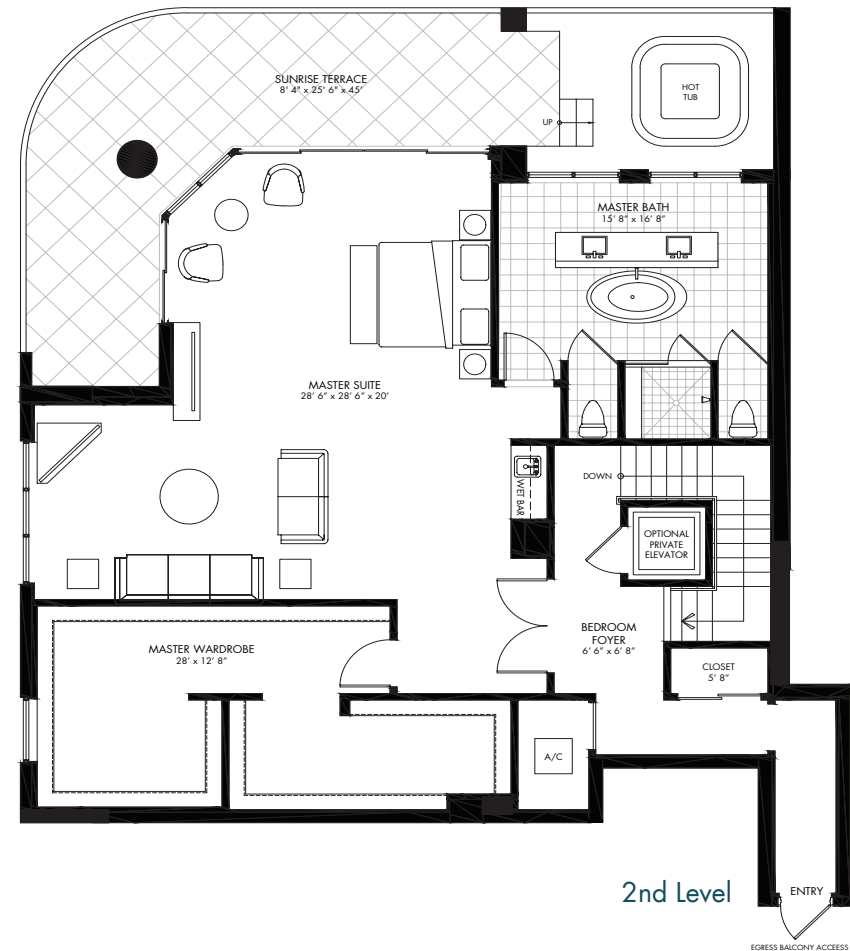 SUNRISE TERRACE
8' 4" x 25' 6" x 45'
HOT
TUB
UP
MASTER BATH
15' 8" x 16' 8"
MASTER SUITE
28' 6" x 28' 6" x 20'
WET BAR
DOWN
OPTIONAL
PRIVATE
ELEVATOR
BEDROOM
FOYER
6' 6" x 6' 8"
MASTER WARDROBE
28' x 12' 8"
CLOSET
5' 8"
A/C
2nd Level
ENTRY
EGRESS BALCONY ACCEESS